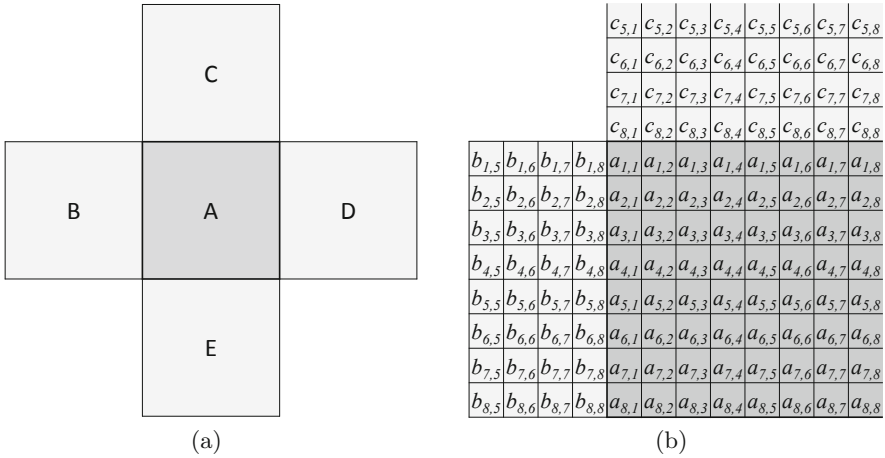 C
B A D
E
(a)
c5,1 c5,2 c5,3 c5,4 c5,5 c5,6 c5,7 c5,8
c6,1 c6,2 c6,3 c6,4 c6,5 c6,6 c6,7 c6,8
c7,1 c7,2 c7,3 c7,4 c7,5 c7,6 c7,7 c7,8
c8,1 c8,2 c8,3 c8,4 c8,5 c8,6 c8,7 c8,8
b1,5 b1,6 b1,7 b1,8 a1,1 a1,2 a1,3 a1,4 a1,5 a1,6 a1,7 a1,8
b2,5 b2,6 b2,7 b2,8 a2,1 a2,2 a2,3 a2,4 a2,5 a2,6 a2,7 a2,8
b3,5 b3,6 b3,7 b3,8 a3,1 a3,2 a3,3 a3,4 a3,5 a3,6 a3,7 a3,8
b4,5 b4,6 b4,7 b4,8 a4,1 a4,2 a4,3 a4,4 a4,5 a4,6 a4,7 a4,8
b5,5 b5,6 b5,7 b5,8 a5,1 a5,2 a5,3 a5,4 a5,5 a5,6 a5,7 a5,8
b6,5 b6,6 b6,7 b6,8 a6,1 a6,2 a6,3 a6,4 a6,5 a6,6 a6,7 a6,8
b7,5 b7,6 b7,7 b7,8 a7,1 a7,2 a7,3 a7,4 a7,5 a7,6 a7,7 a7,8
b8,5 b8,6 b8,7 b8,8 a8,1 a8,2 a8,3 a8,4 a8,5 a8,6 a8,7 a8,8
(b)